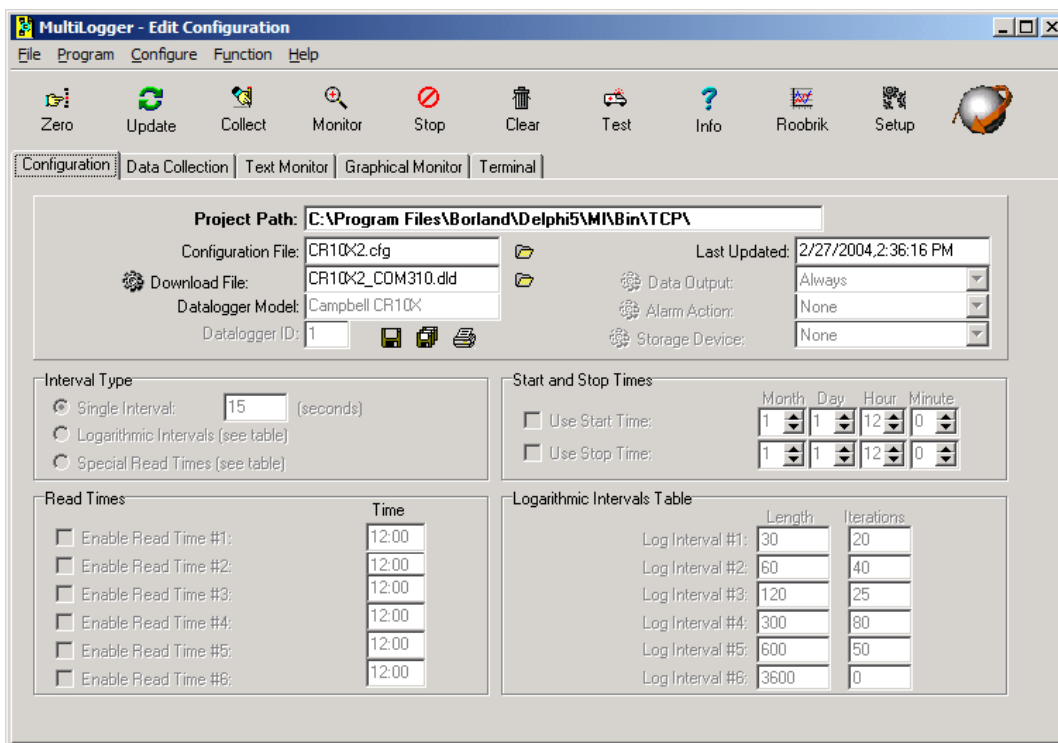 MultiLogger - Edit Configuration
File Program Configure Function Help
Zero Update Collect Monitor Stop Clear Test Info Roobrik Setup
Configuration Data Collection Text Monitor Graphical Monitor Terminal
Project Path: C:\Program Files\Borland\Delphi5\Ml\Bin\TCP\
Configuration File: CR10X2.cfg Last Updated: 2/27/2004,2:36:16 PM
Download File: CR10X2_COM310.dld Data Output: Always
Datalogger Model: Campbell CR10X Alarm Action: None
Datalogger ID: 1 Storage Device: None
Interval Type
Single Interval: 15 (seconds)
Logarithmic Intervals (see table)
Special Read Times (see table)
Start and Stop Times
Month Day Hour Minute
Use Start Time: 1 1 12 0
Use Stop Time: 1 1 12 0
Read Times
Time
Enable Read Time #1: 12:00
Enable Read Time #2: 12:00
Enable Read Time #3: 12:00
Enable Read Time #4: 12:00
Enable Read Time #5: 12:00
Enable Read Time #6: 12:00
Logarithmic Intervals Table
Length Iterations
Log Interval #1: 30 20
Log Interval #2: 60 40
Log Interval #3: 120 25
Log Interval #4: 300 80
Log Interval #5: 600 50
Log Interval #6: 3600 0